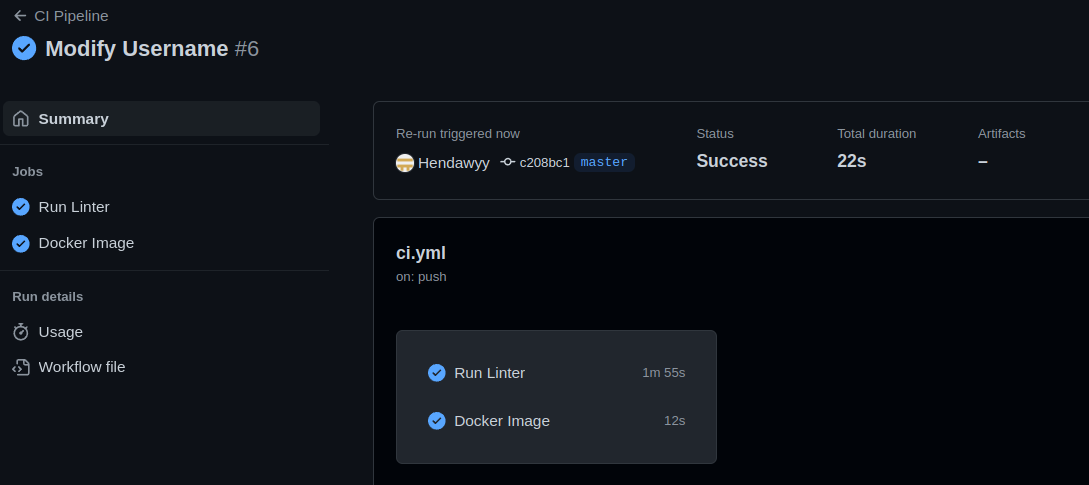 CI Pipeline
Modify Username #6
Summary
Jobs
Run Linter
Docker Image
Run details
Usage
Workflow file
Re-run triggered now
Hendawyy c208bc1 master
Status
Success
Total duration
22s
Artifacts
–
ci.yml
on: push
Run Linter 1m 55s
Docker Image 12s